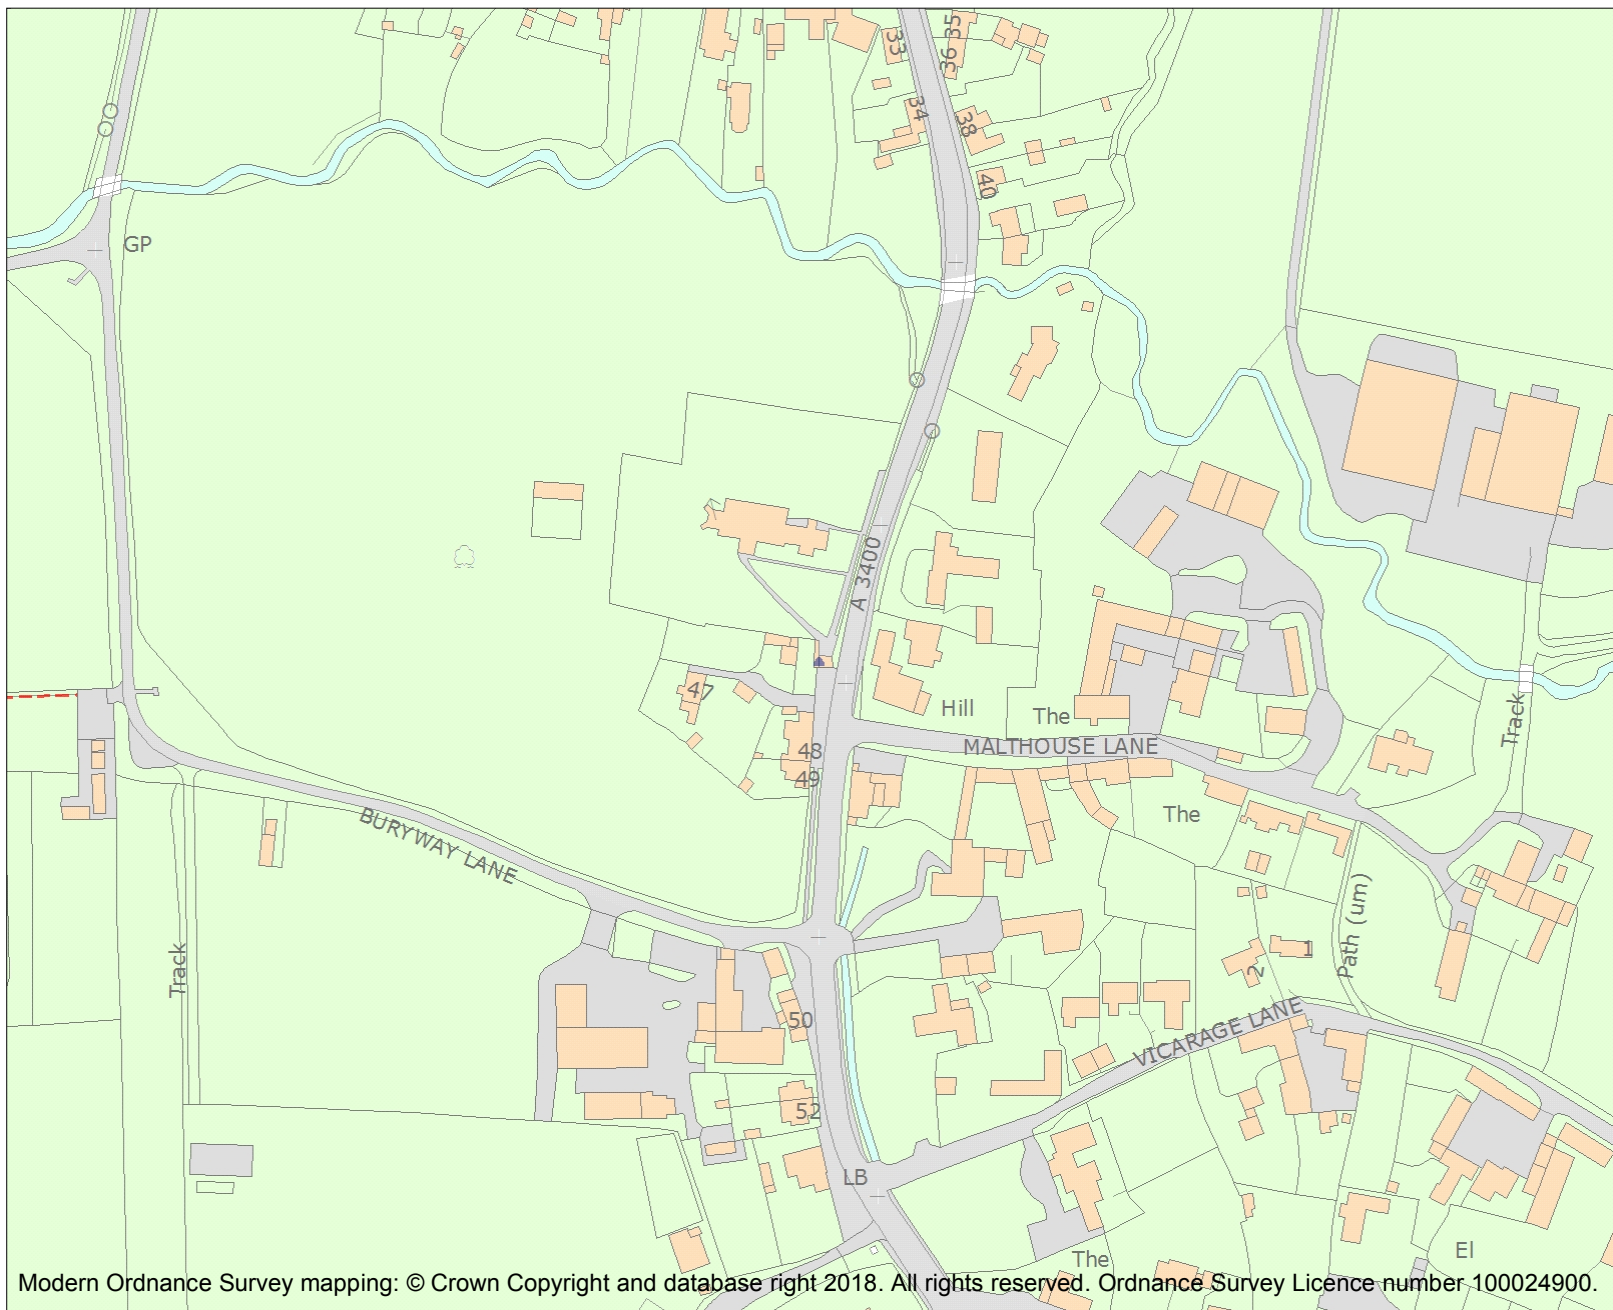 33
36 35
34
38
40
GP
A 3400
47
Hill
The
MALTHOUSE LANE
48
49
Track
The
BURYWAY LANE
Track
Path (um)
1
2
50
VICARAGE LANE
52
LB
The
El
Modern Ordnance Survey mapping: © Crown Copyright and database right 2018. All rights reserved. Ordnance Survey Licence number 100024900.